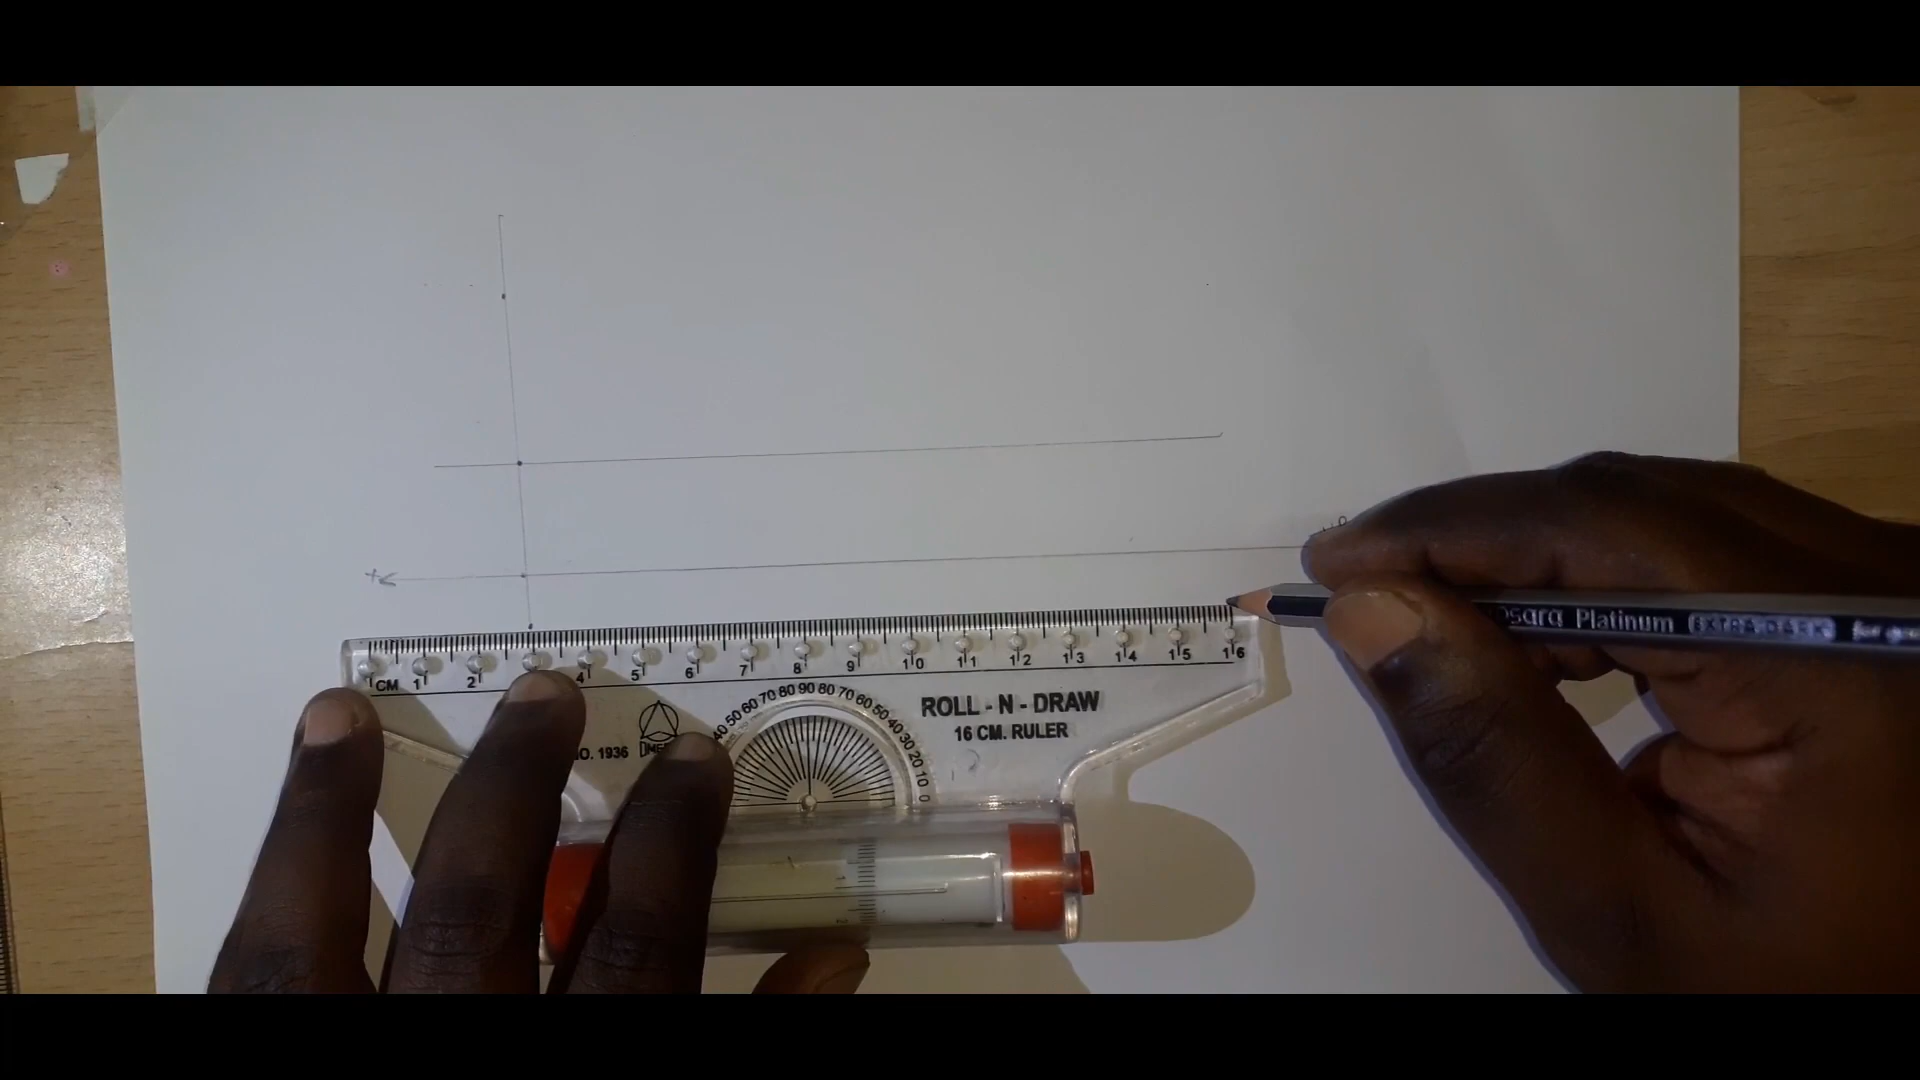 CM 1 2 4 5 6 7 8 9 10 11 12 13 14 15 16
40 50 60 70 80 90 80 70 60 50 40 30 20 10 0
ROLL - N - DRAW
16 CM. RULER
NO. 1936
osara Platinum EXTRA DARK